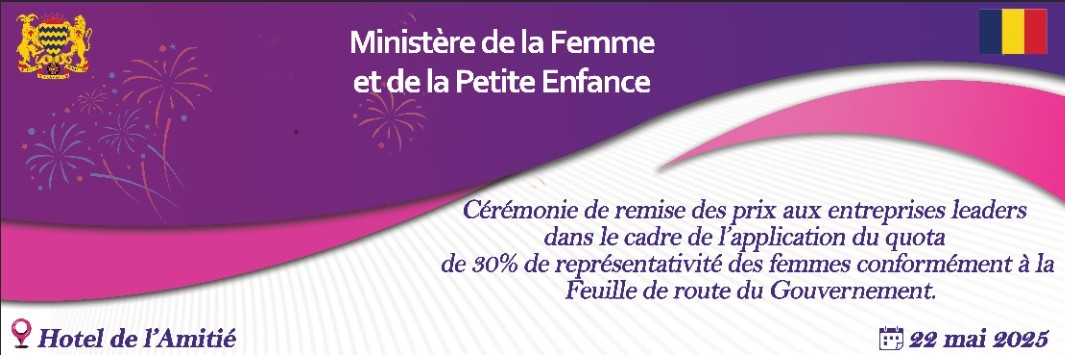 Ministère de la Femme
et de la Petite Enfance
Cérémonie de remise des prix aux entreprises leaders
dans le cadre de l'application du quota
de 30% de représentativité des femmes conformément à la
Feuille de route du Gouvernement.
Hotel de l'Amitié
22 mai 2025